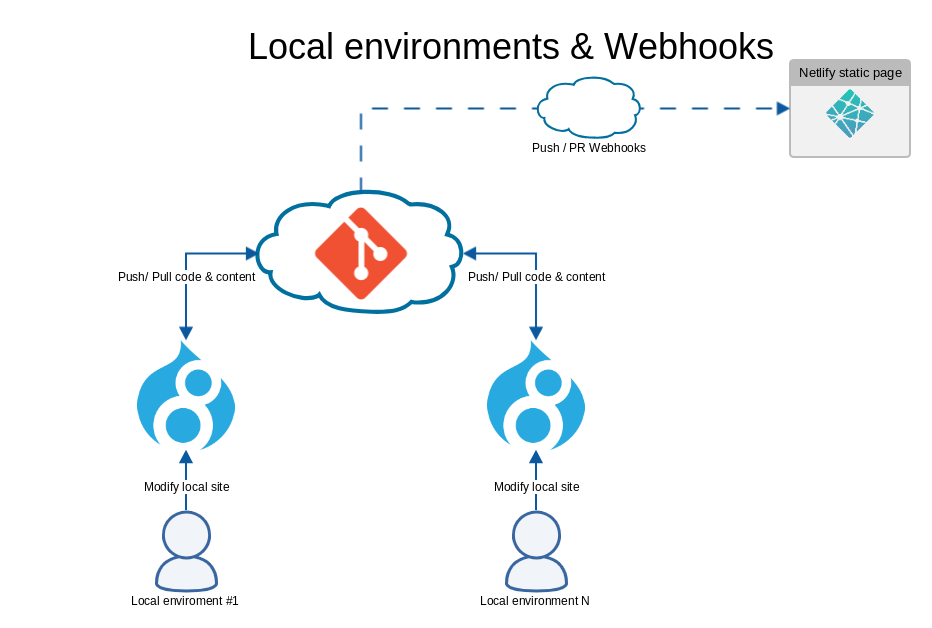 Local environments & Webhooks
Netlify static page
Push / PR Webhooks
Push/ Pull code & content
Push/ Pull code & content
Modify local site
Modify local site
Local enviroment #1
Local environment N